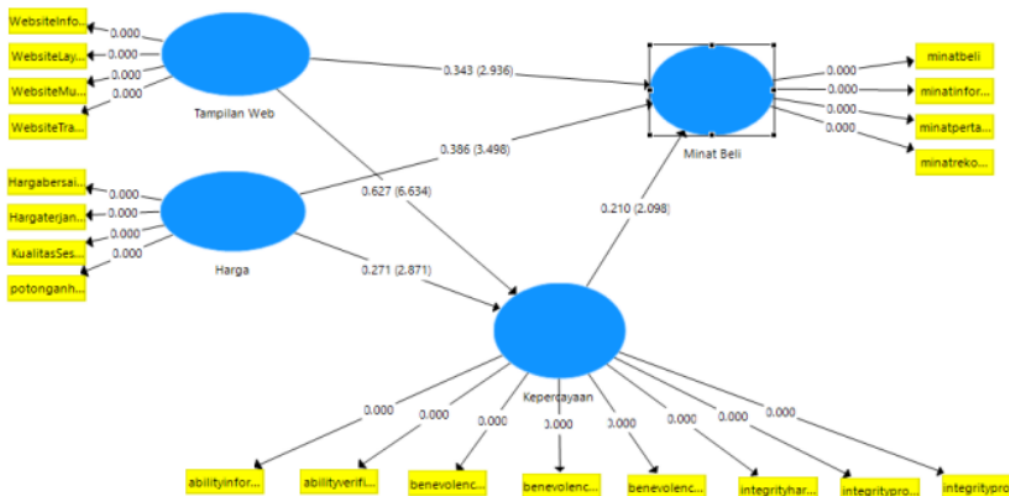 WebsiteInfo...
0.000
WebsiteLay...
0.000
WebsiteMu...
0.000
WebsiteTra...
0.000
Tampilan Web
0.343 (2.936)
Minat Beli
0.000
minatbeli
0.000
minatinfor...
0.000
minatperta...
0.000
minatreko...
0.386 (3.498)
0.627 (6.634)
0.210 (2.098)
Hargabersai...
0.000
Hargaterjan...
0.000
KualitasSes...
0.000
potonganh...
0.000
Harga
0.271 (2.871)
Kepercayaan
0.000
0.000
0.000
0.000
0.000
0.000
0.000
0.000
abilityinfor...
abilityverifi...
benevolenc...
benevolenc...
benevolenc...
integrityhar...
integritypro...
integritypro...